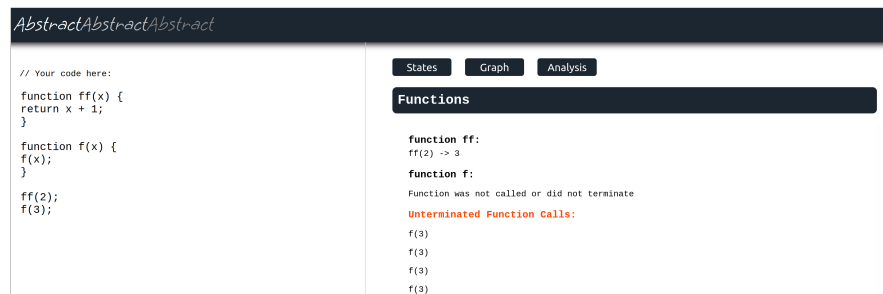 AbstractAbstractAbstract
// Your code here:
function ff(x) {
return x + 1;
}
function f(x) {
f(x);
}
ff(2);
f(3);
States Graph Analysis
Functions
function ff:
ff(2) -> 3
function f:
Function was not called or did not terminate
Unterminated Function Calls:
f(3)
f(3)
f(3)
f(3)